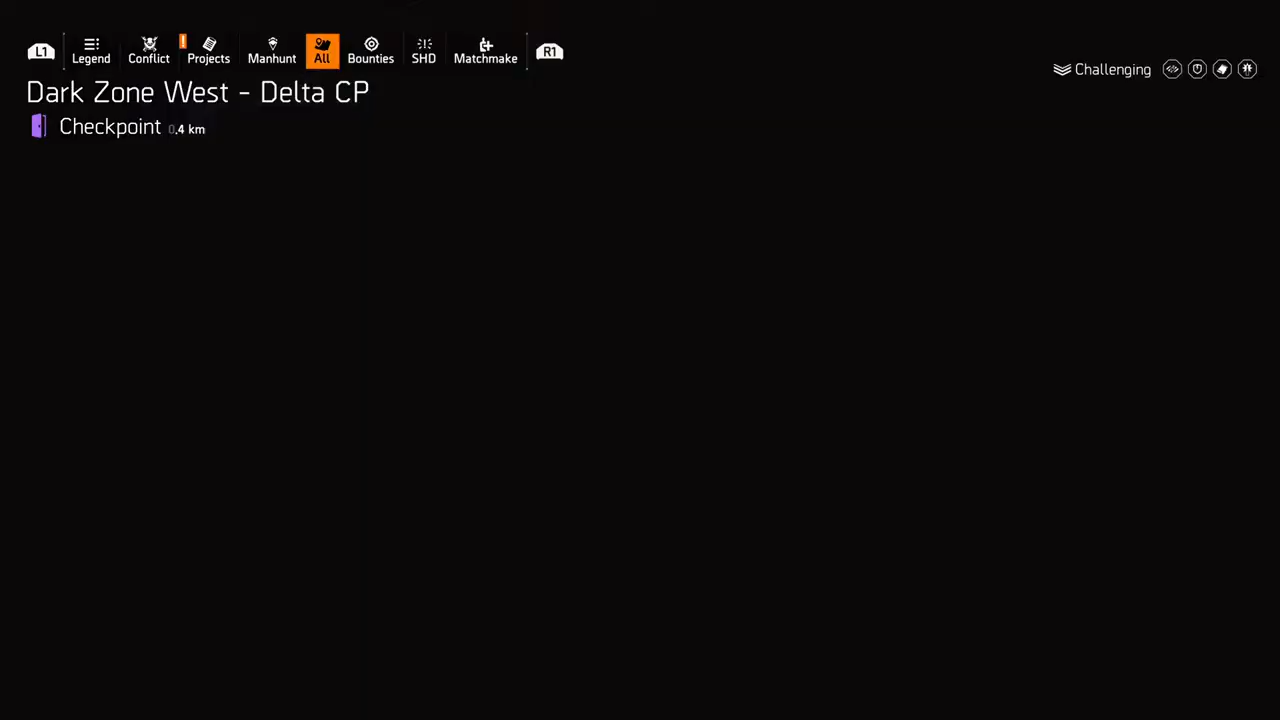 L1 Legend Conflict Projects Manhunt All Bounties SHD Matchmake R1
Challenging
Dark Zone West - Delta CP
Checkpoint 0.4 km